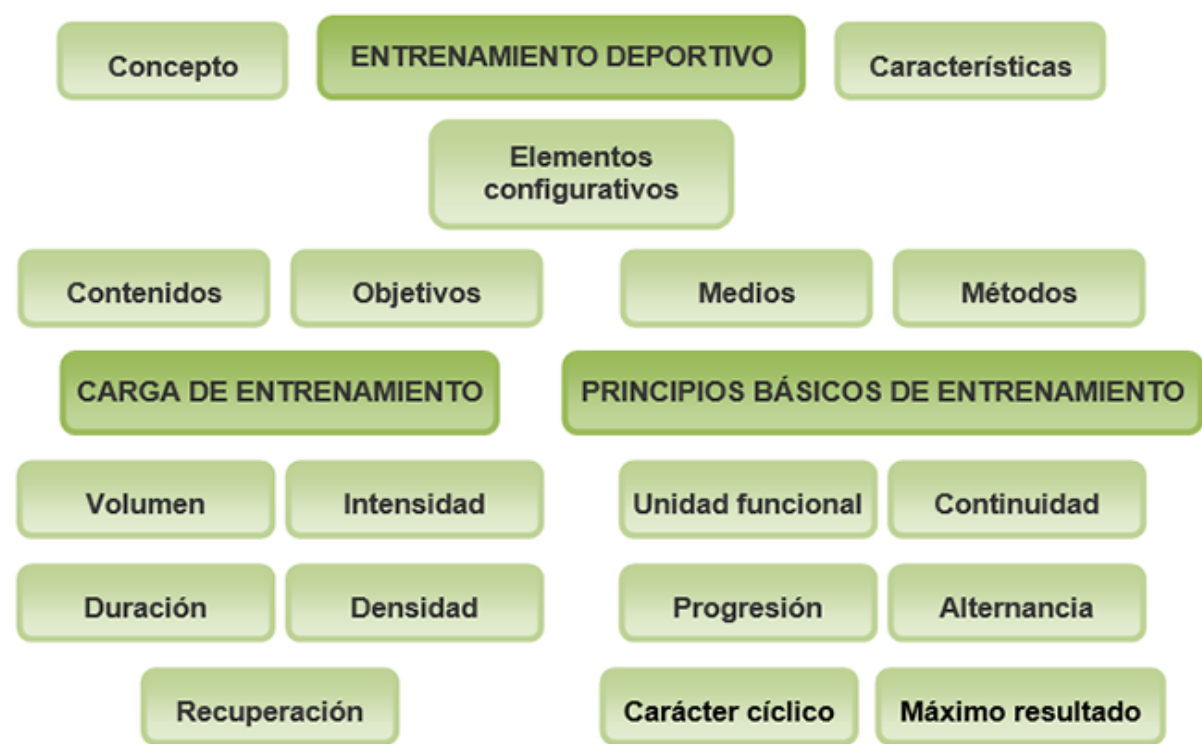 Concepto
ENTRENAMIENTO DEPORTIVO
Características
Elementos
configurativos
Contenidos
Objetivos
Medios
Métodos
CARGA DE ENTRENAMIENTO
PRINCIPIOS BÁSICOS DE ENTRENAMIENTO
Volumen
Intensidad
Unidad funcional
Continuidad
Duración
Densidad
Progresión
Alternancia
Recuperación
Carácter cíclico
Máximo resultado